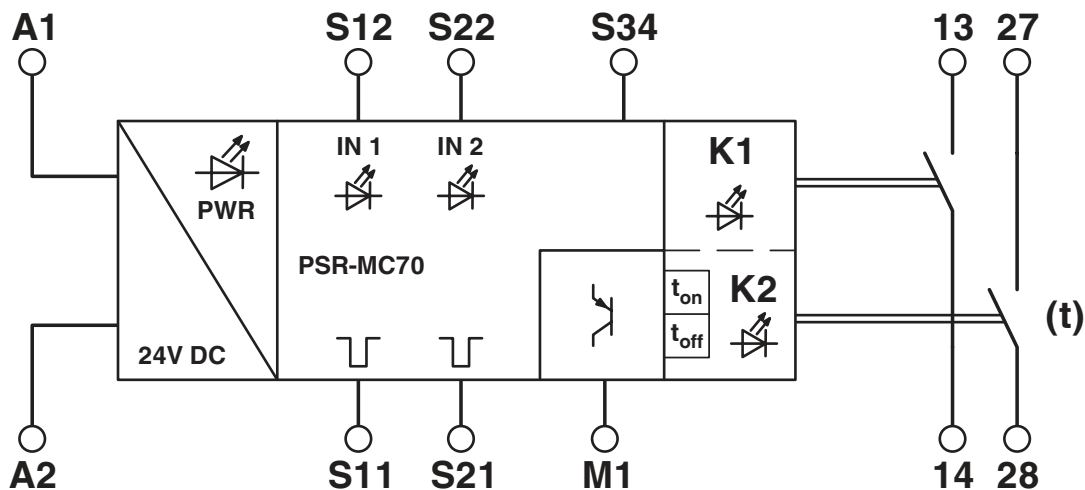 A1 S12 S22 S34 13 27
IN 1 IN 2 K1
PWR
PSR-MC70
ton K2
(t)
toff
24V DC
A2 S11 S21 M1 14 28